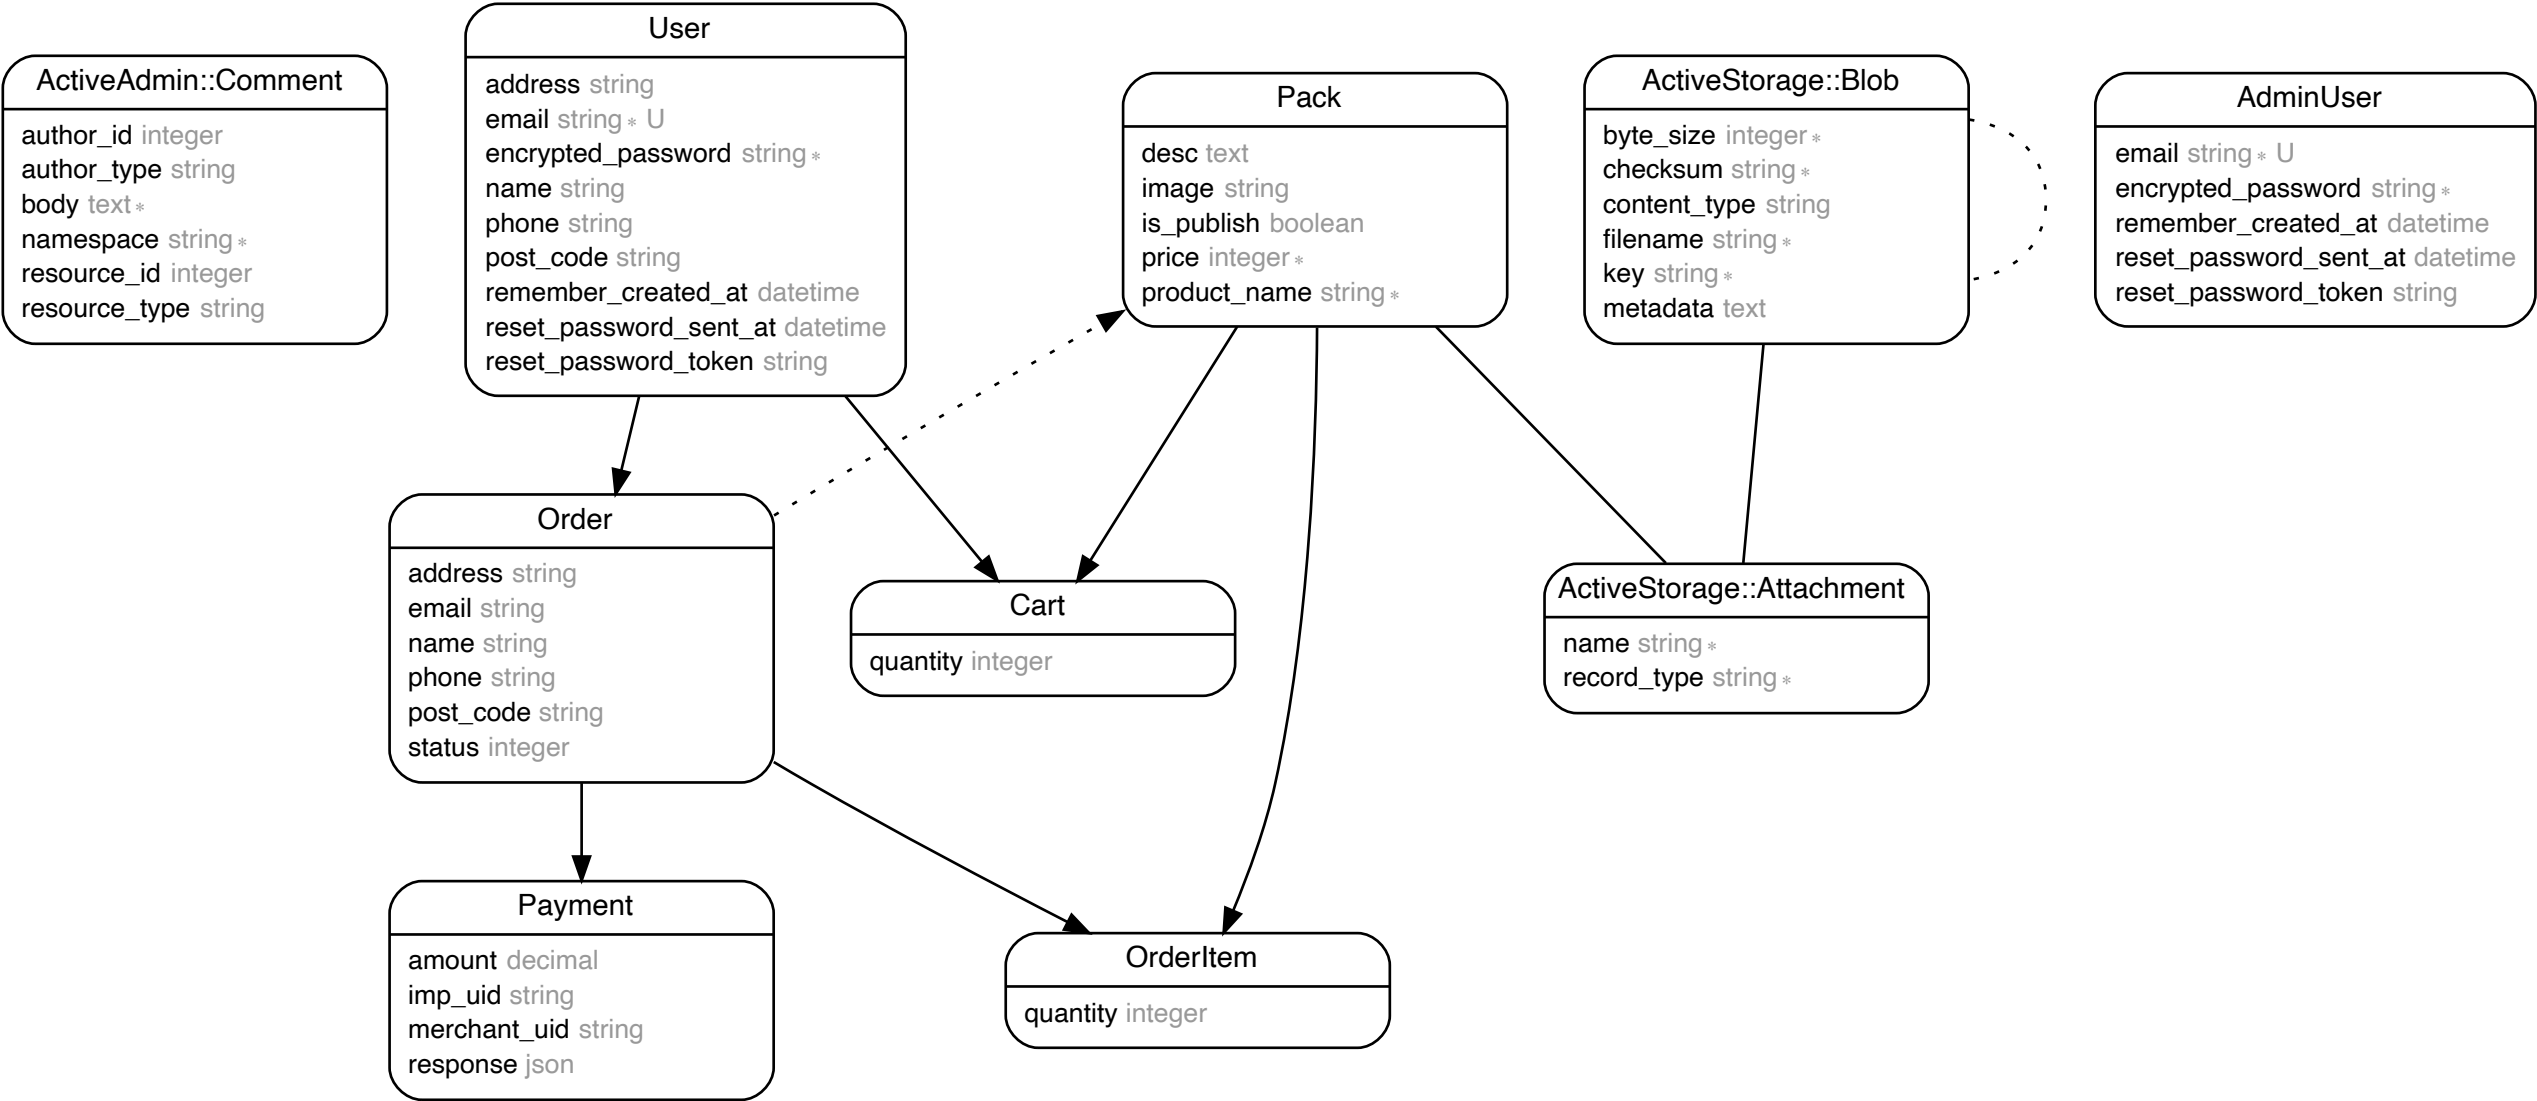 ActiveAdmin::Comment
author_id integer
author_type string
body text *
namespace string *
resource_id integer
resource_type string
User
address string
email string * U
encrypted_password string *
name string
phone string
post_code string
remember_created_at datetime
reset_password_sent_at datetime
reset_password_token string
Pack
desc text
image string
is_publish boolean
price integer *
product_name string *
ActiveStorage::Blob
byte_size integer *
checksum string *
content_type string
filename string *
key string *
metadata text
AdminUser
email string * U
encrypted_password string *
remember_created_at datetime
reset_password_sent_at datetime
reset_password_token string
Order
address string
email string
name string
phone string
post_code string
status integer
Cart
quantity integer
ActiveStorage::Attachment
name string *
record_type string *
Payment
amount decimal
imp_uid string
merchant_uid string
response json
OrderItem
quantity integer